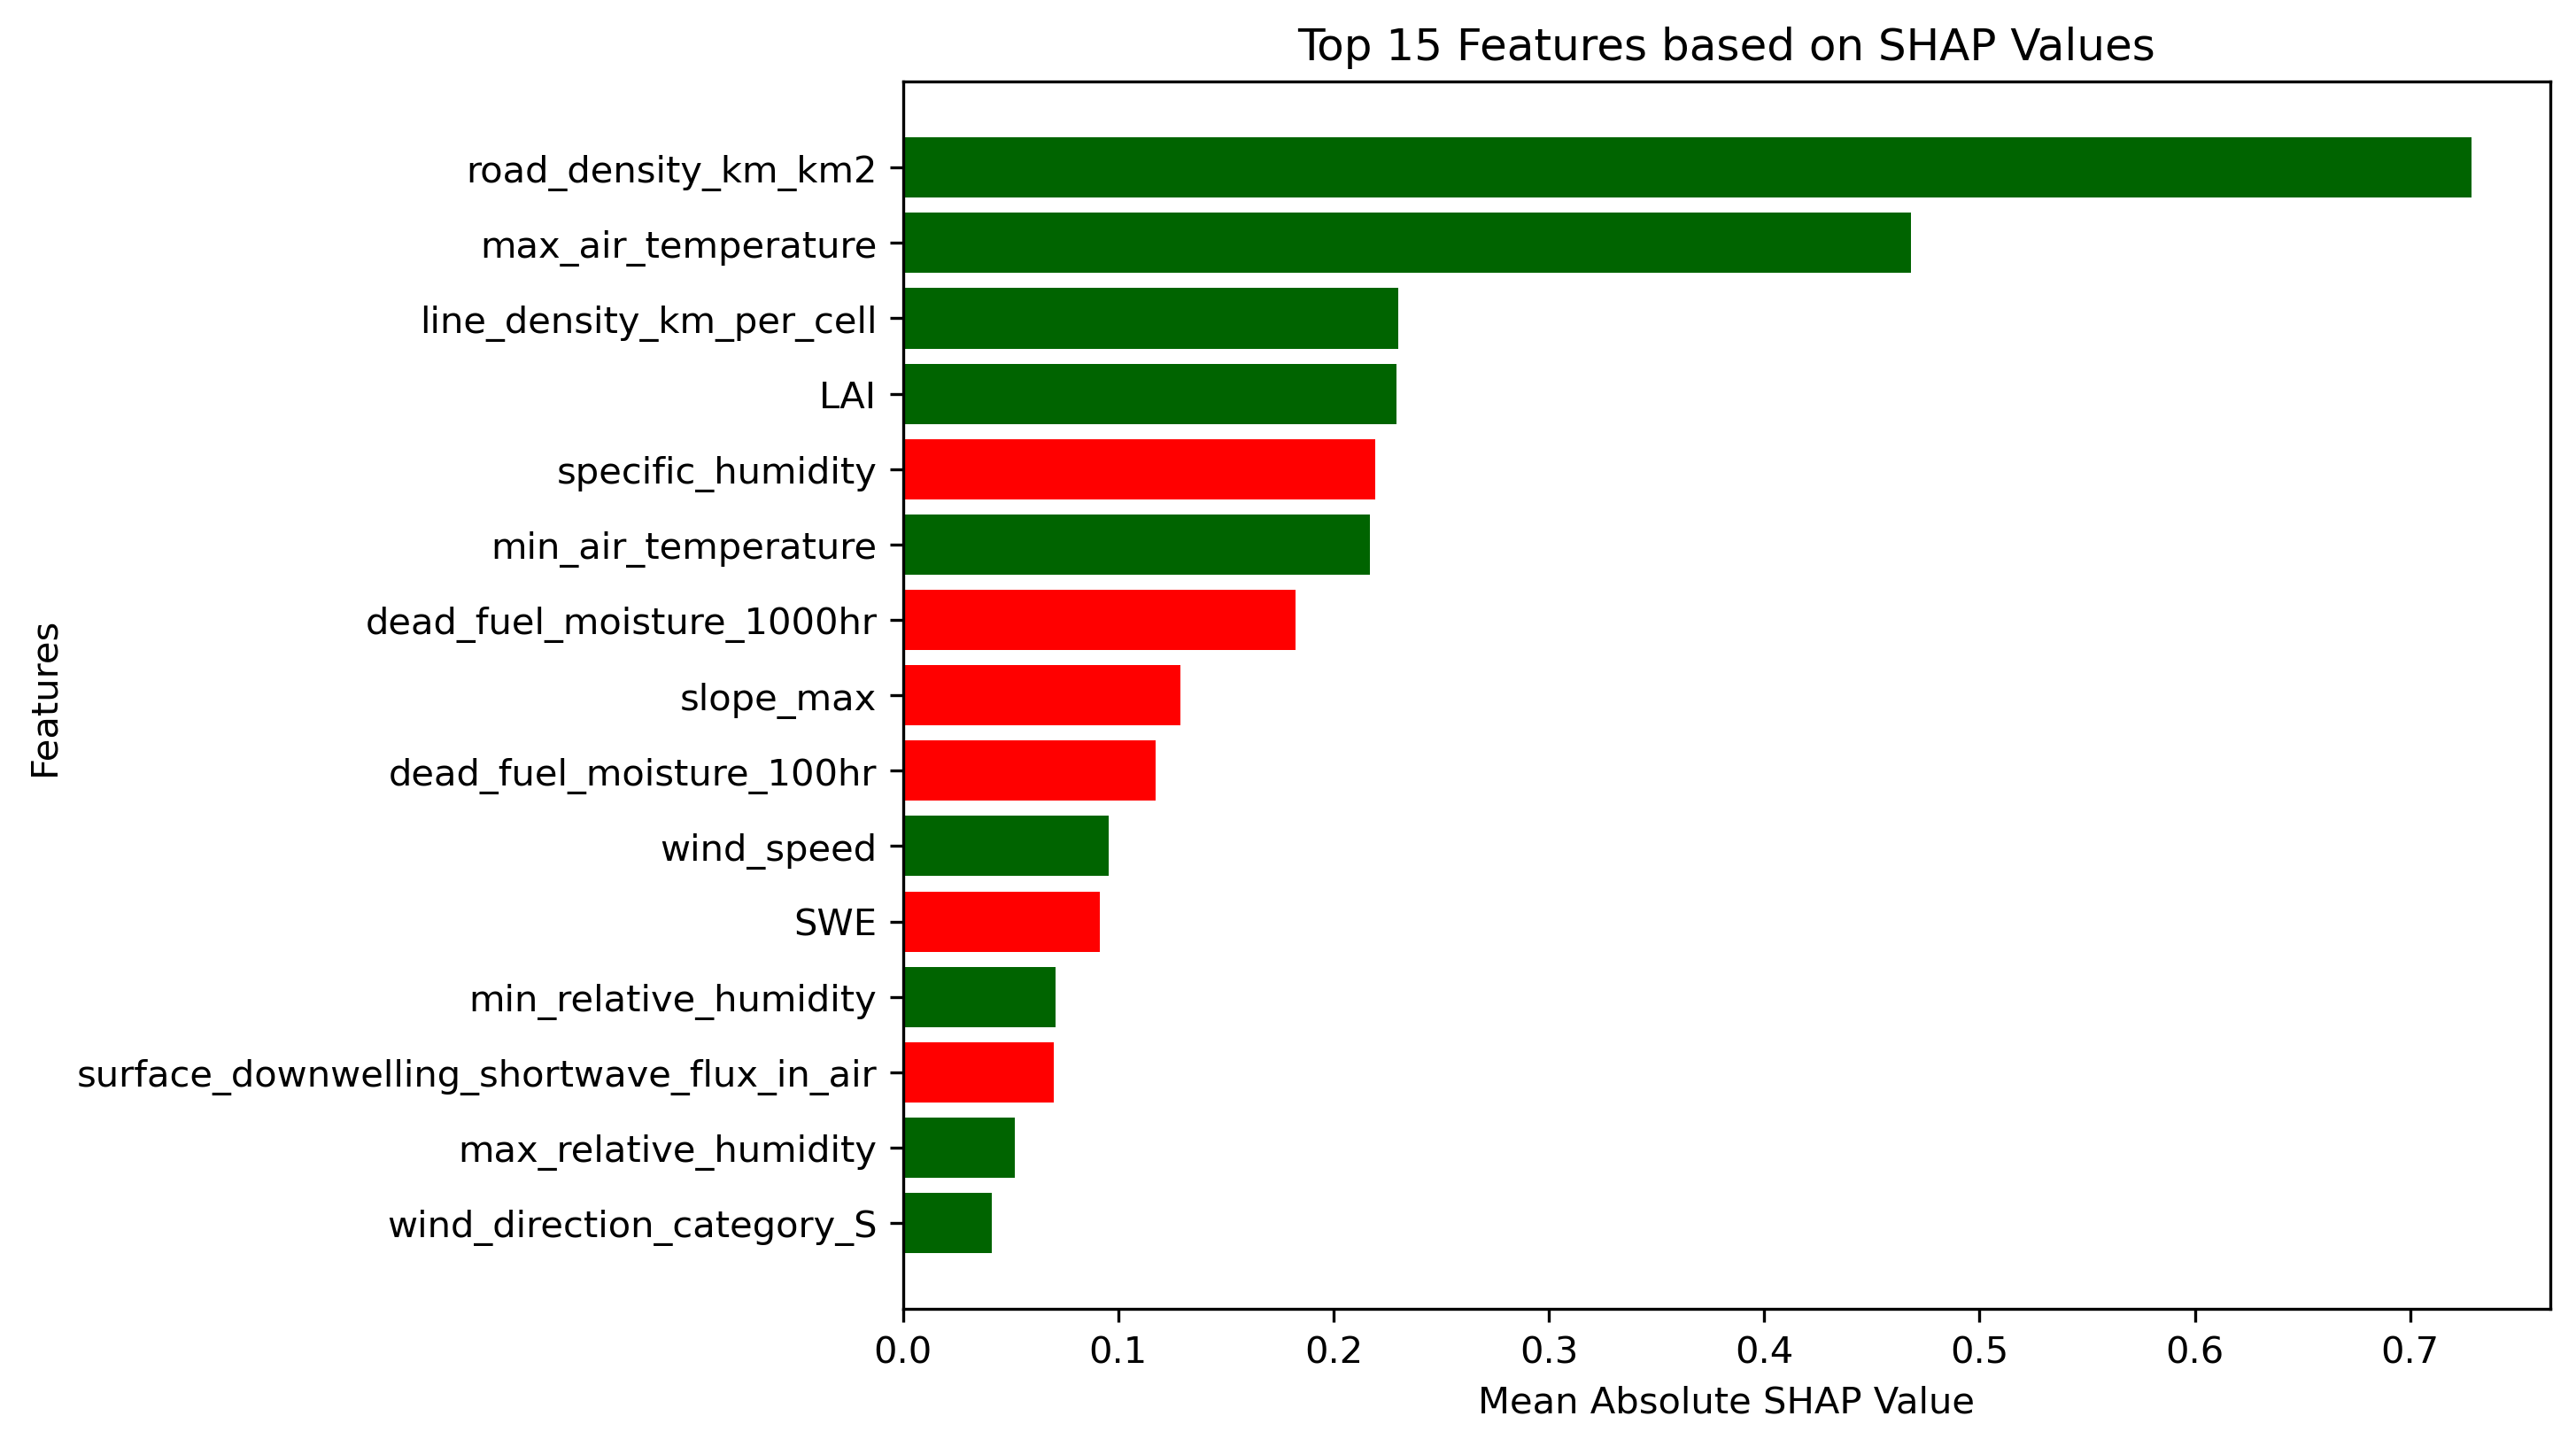 Top 15 Features based on SHAP Values
road_density_km_km2
max_air_temperature
line_density_km_per_cell
LAI
specific_humidity
min_air_temperature
dead_fuel_moisture_1000hr
slope_max
dead_fuel_moisture_100hr
wind_speed
SWE
min_relative_humidity
surface_downwelling_shortwave_flux_in_air
max_relative_humidity
wind_direction_category_S
Features
0.0 0.1 0.2 0.3 0.4 0.5 0.6 0.7
Mean Absolute SHAP Value